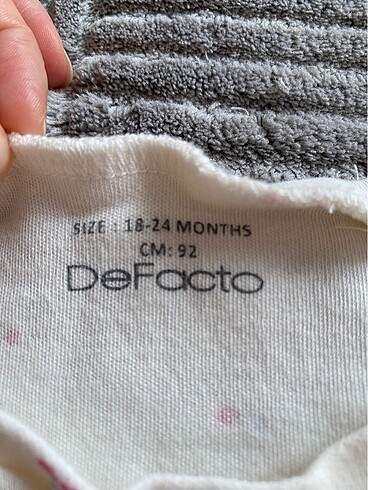 SIZE : 18-24 MONTHS
CM: 92
DeFacto